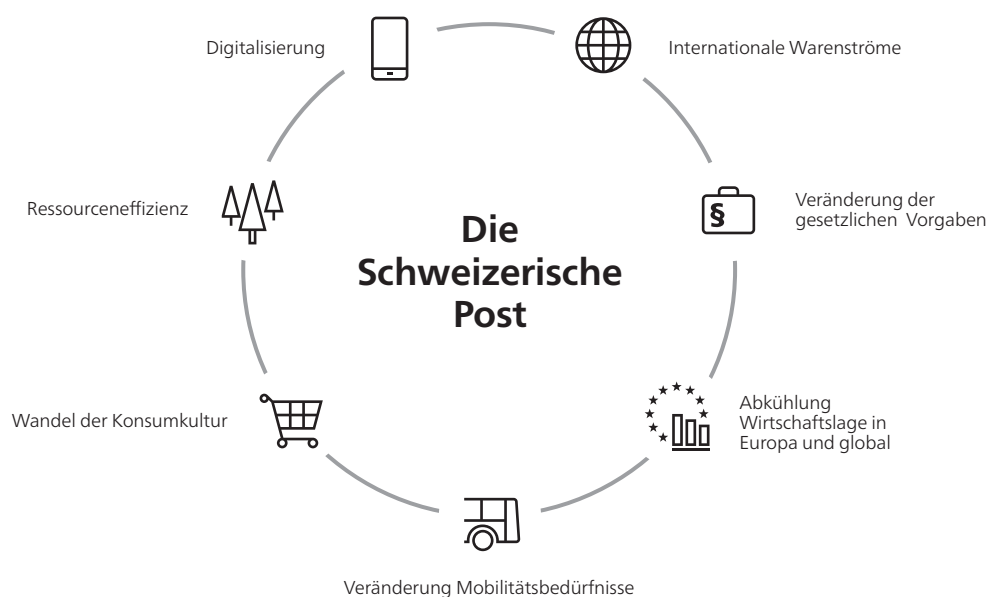 Digitalisierung
Internationale Warenströme
Ressourceneffizienz
§
Veränderung der
gesetzlichen Vorgaben
Die
Schweizerische
Post
Wandel der Konsumkultur
Abkühlung
Wirtschaftslage in
Europa und global
Veränderung Mobilitätsbedürfnisse